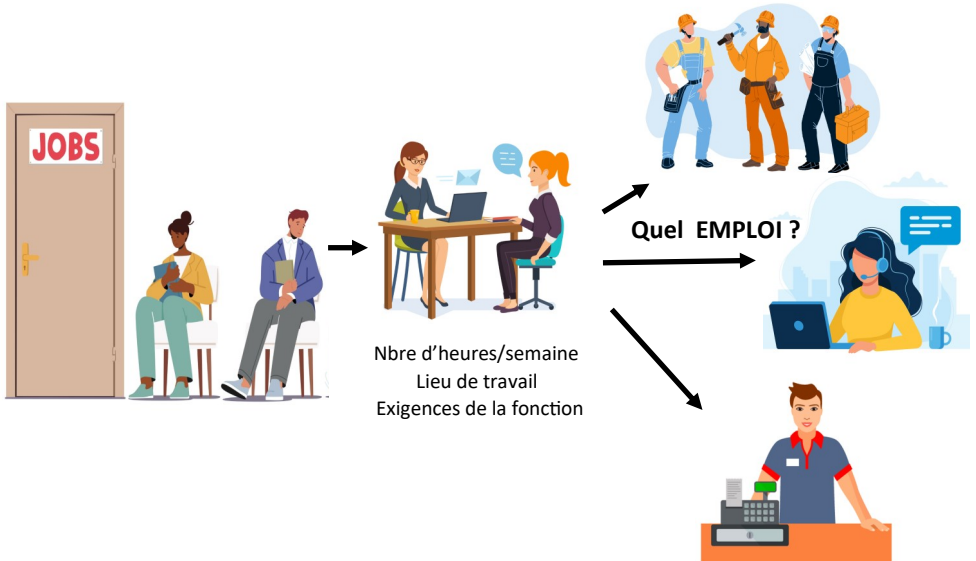 JOBS
Quel EMPLOI ?
Nbre d'heures/semaine
Lieu de travail
Exigences de la fonction